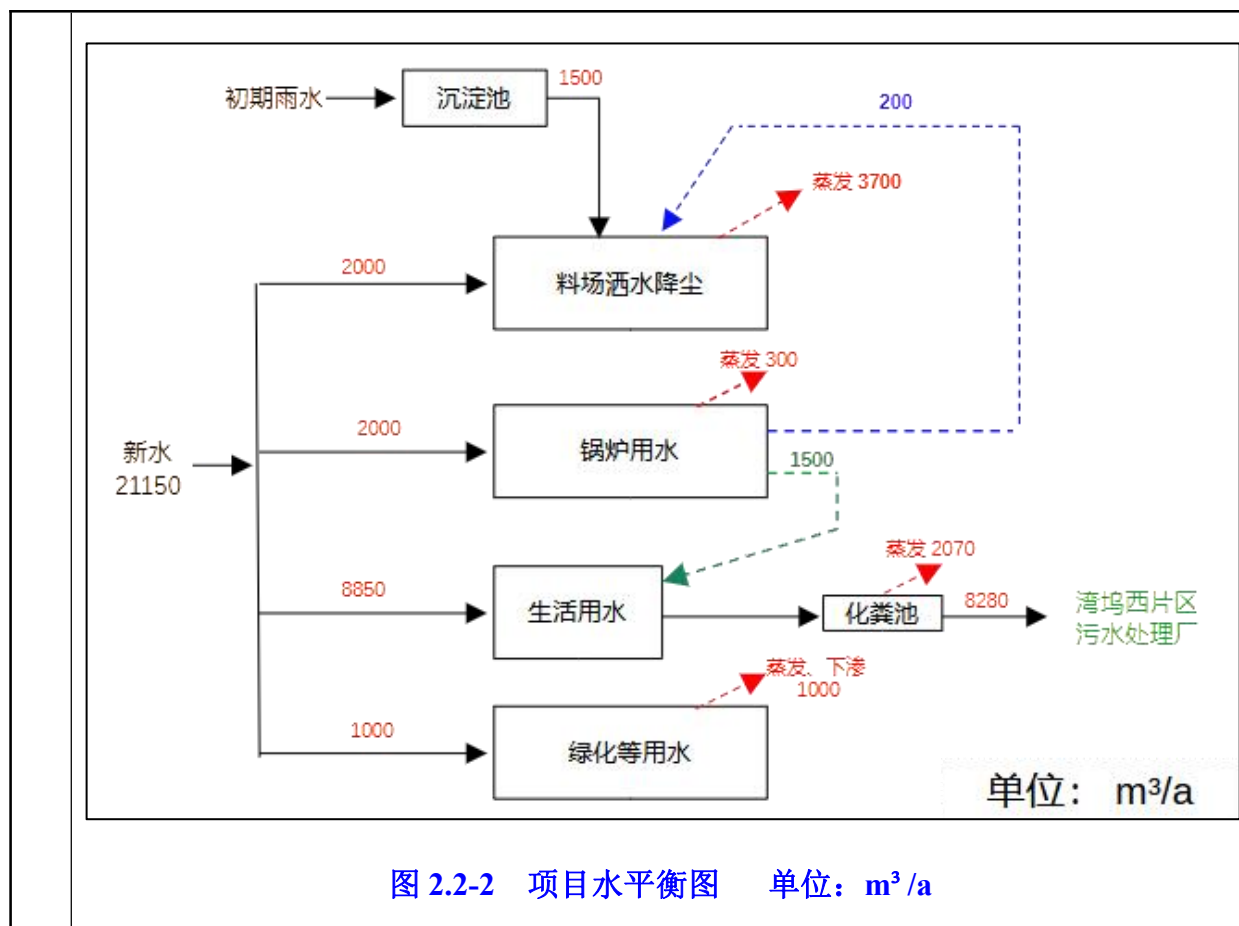 初期雨水
沉淀池
1500
200
蒸发 3700
2000
料场洒水降尘
蒸发 300
2000
锅炉用水
1500
新水
21150
蒸发 2070
8850
生活用水
化粪池
8280
湾坞西片区
污水处理厂
蒸发、下渗
1000
1000
绿化等用水
单位： m³/a
图 2.2-2 项目水平衡图 单位：m³ /a